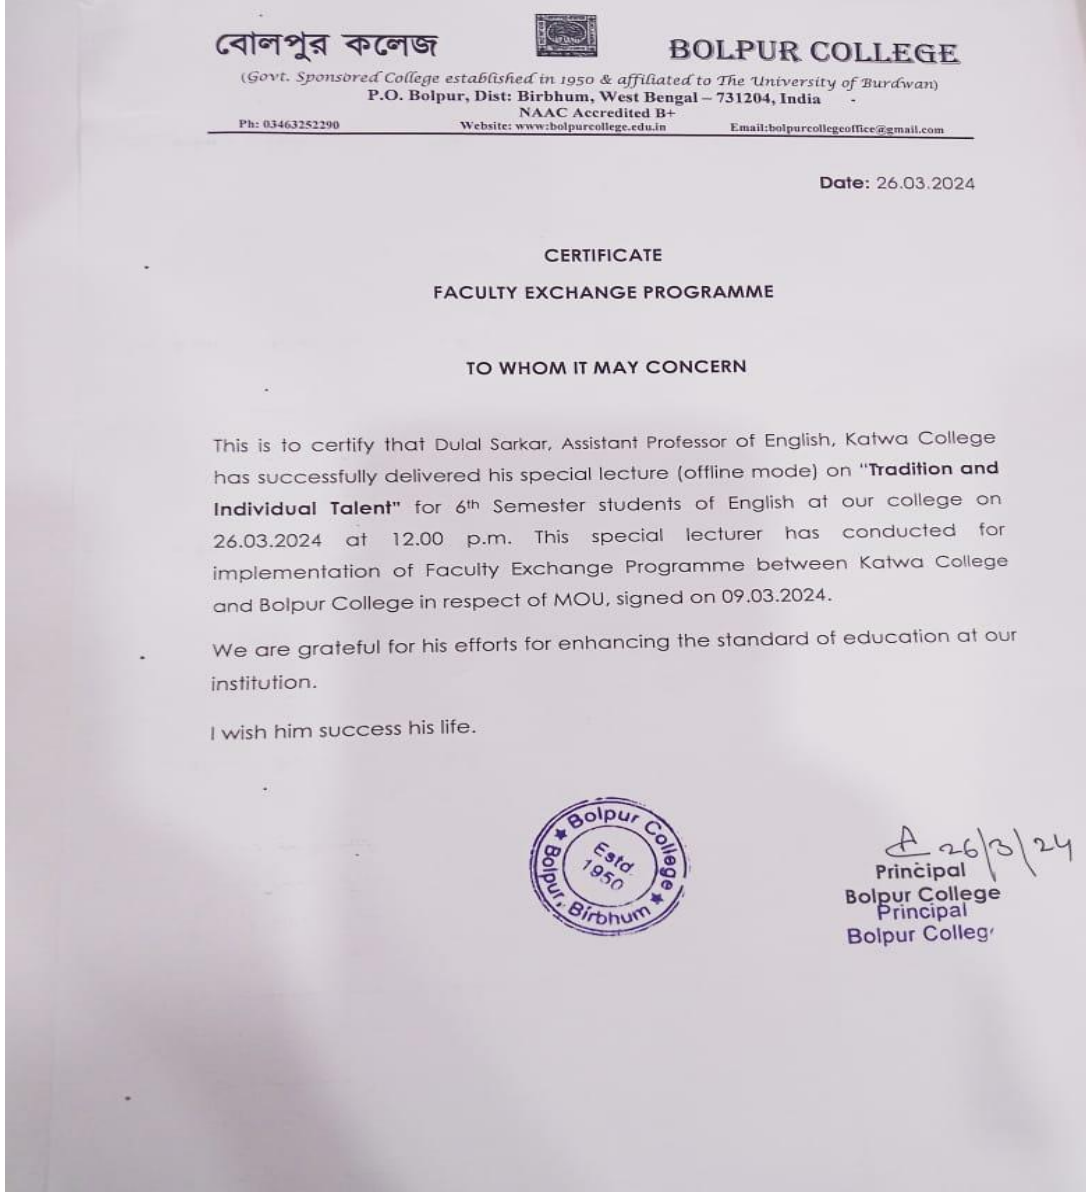 বোলপুর কলেজ
BOLPUR COLLEGE
(Govt. Sponsored College established in 1950 & affiliated to The University of Burdwan)
P.O. Bolpur, Dist: Birbhum, West Bengal – 731204, India
NAAC Accredited B+
Ph: 03463252290 Website: www:bolpurcollege.edu.in Email:bolpurcollegeoffice@gmail.com
Date: 26.03.2024
CERTIFICATE
FACULTY EXCHANGE PROGRAMME
TO WHOM IT MAY CONCERN
This is to certify that Dulal Sarkar, Assistant Professor of English, Katwa College
has successfully delivered his special lecture (offline mode) on "Tradition and
Individual Talent" for 6th Semester students of English at our college on
26.03.2024 at 12.00 p.m. This special lecturer has conducted for
implementation of Faculty Exchange Programme between Katwa College
and Bolpur College in respect of MOU, signed on 09.03.2024.
We are grateful for his efforts for enhancing the standard of education at our
institution.
I wish him success his life.
Bolpur College
Bolpur, Birbhum
Estd.
1950
26/3/24
Principal
Bolpur College
Principal
Bolpur Colleg